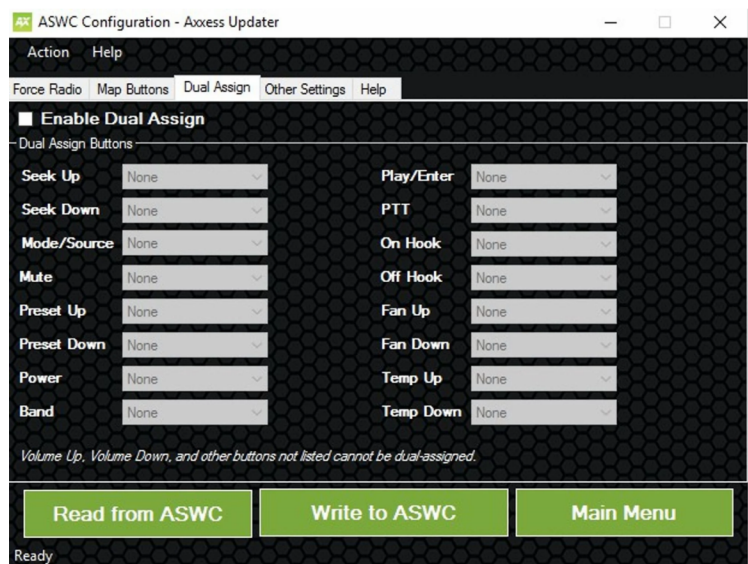 AX ASWC Configuration - Axxess Updater
Action Help
Force Radio Map Buttons Dual Assign Other Settings Help
Enable Dual Assign
Dual Assign Buttons
Seek Up None Play/Enter None
Seek Down None PTT None
Mode/Source None On Hook None
Mute None Off Hook None
Preset Up None Fan Up None
Preset Down None Fan Down None
Power None Temp Up None
Band None Temp Down None
Volume Up, Volume Down, and other buttons not listed cannot be dual-assigned.
Read from ASWC Write to ASWC Main Menu
Ready